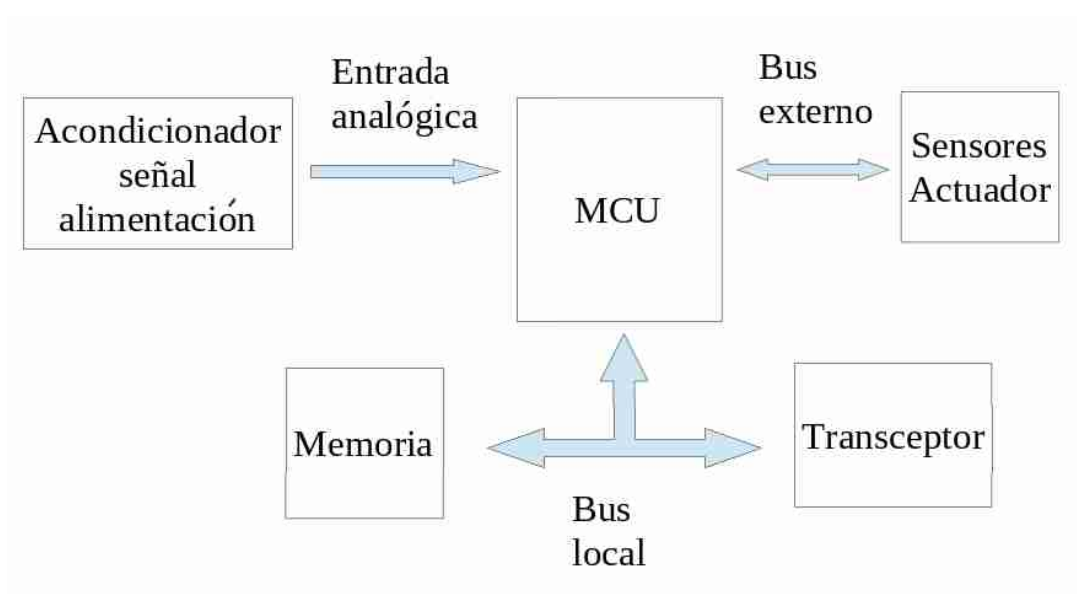 Entrada
analógica
Bus
externo
Acondicionador
señal
alimentación
MCU
Sensores
Actuador
Memoria
Transceptor
Bus
local